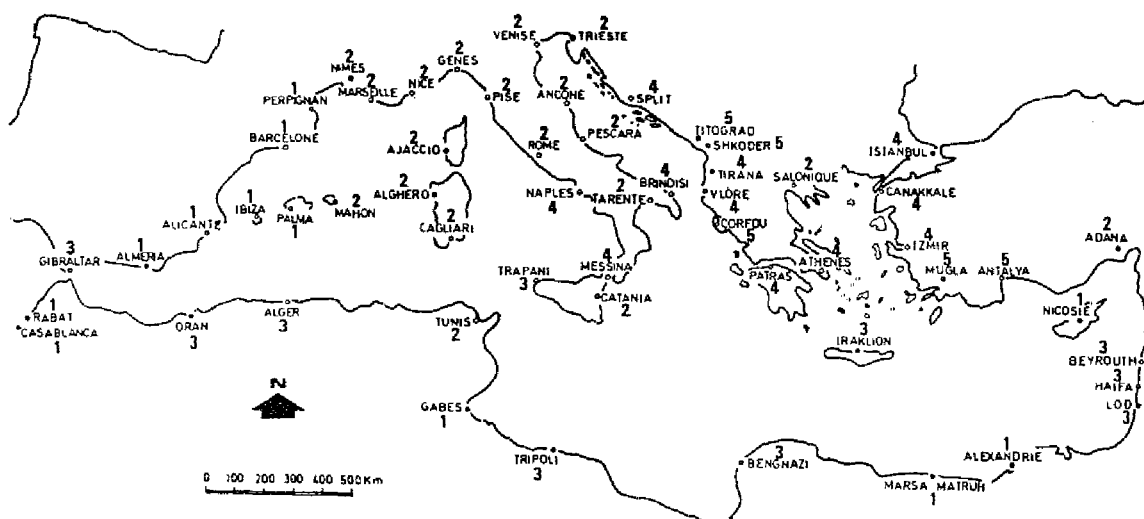 2
VENISE
2
TRIESTE
2
GENES
2
NIMES
2
MARSEILLE
2
NICE
2
PISE
2
ANCONE
4
SPLIT
1
PERPIGNAN
1
BARCELONE
2
AJACCIO
2
ROME
2
PESCARA
5
TITOGRAD
SHKODER 5
4
TIRANA
2
SALONIQUE
4
ISTANBUL
CANAKKALE
4
1
IBIZA
PALMA
1
2
MAHON
2
ALGHERO
2
CAGLIARI
NAPLES
4
2
TARENTE
4
BRINDISI
VLORE
4
CORFOU
5
1
ALICANTE
1
ALMERIA
3
GIBRALTAR
TRAPANI
3
4
MESSINA
CATANIA
2
PATRAS
4
4
ATHENES
4
IZMIR
5
MUGLA
5
ANTALYA
2
ADANA
1
NICOSIE
1
RABAT
CASABLANCA
1
ORAN
3
ALGER
3
TUNIS
2
3
IRAKLION
3
BEYROUTH
3
HAIFA
LOD
3
N
GABES
1
TRIPOLI
3
3
BENGHAZI
MARSA MATRUH
1
1
ALEXANDRIE
0 100 200 300 400 500 Km